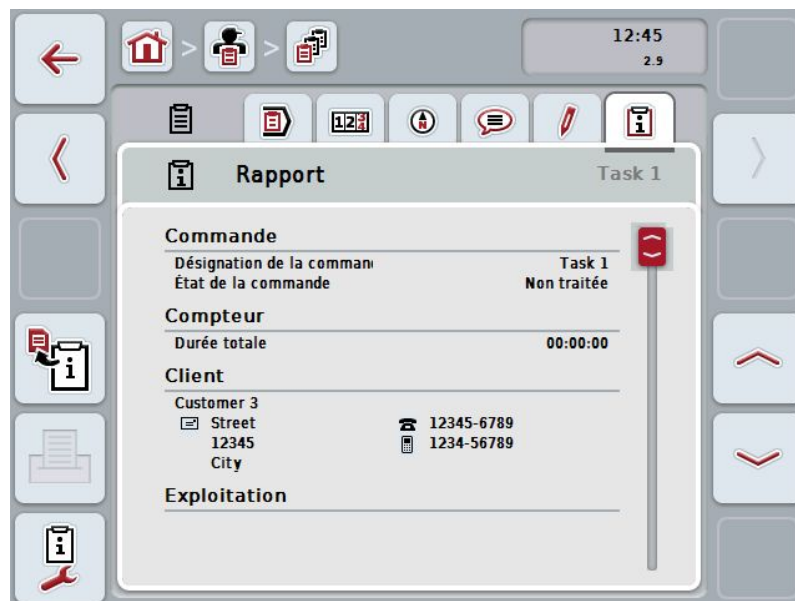 12:45
2.9
Rapport Task 1
Commande
Désignation de la comman Task 1
État de la commande Non traitée
Compteur
Durée totale 00:00:00
Client
Customer 3
Street 12345-6789
12345 1234-56789
City
Exploitation